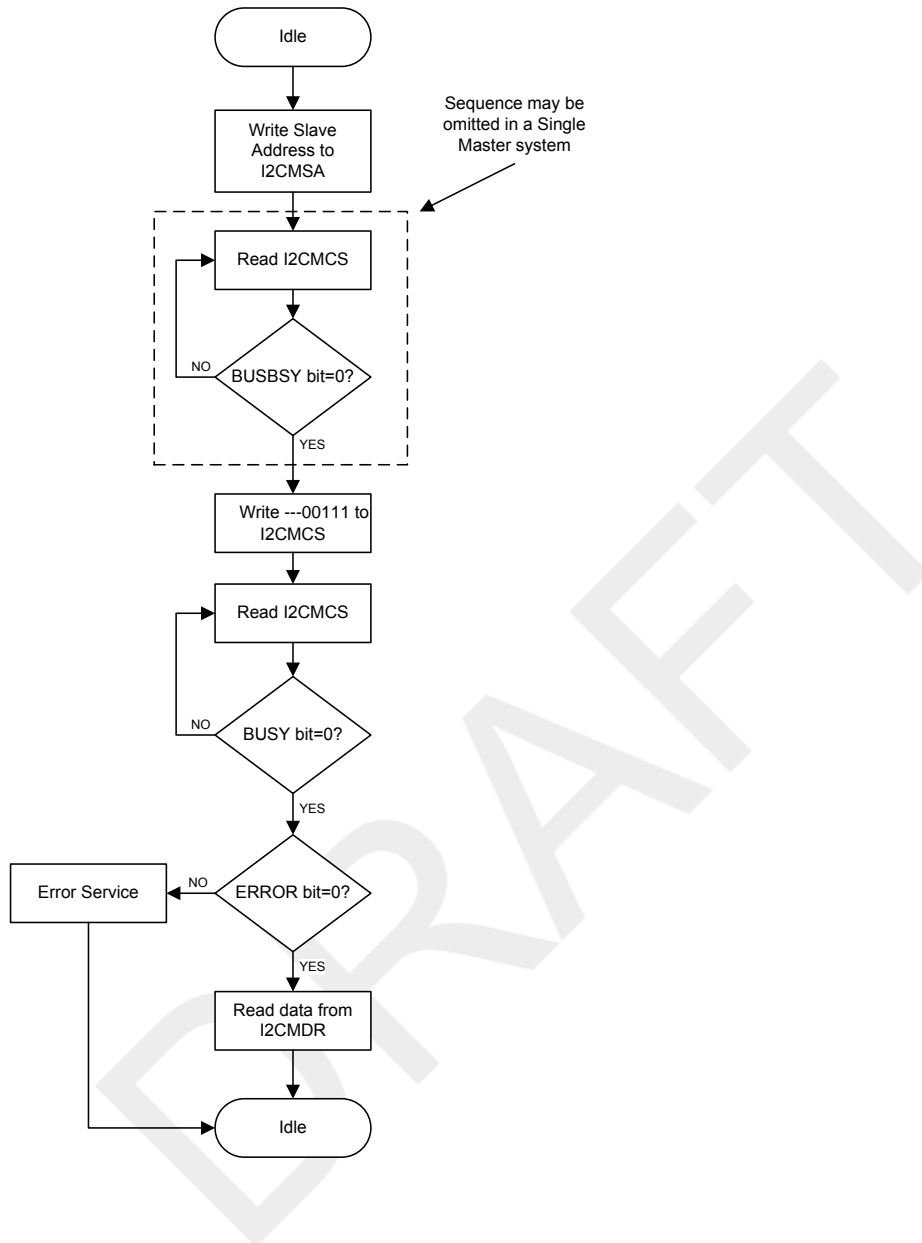 Idle
Sequence may be
omitted in a Single
Master system
Write Slave
Address to
I2CMSA
Read I2CMCS
NO
BUSBSY bit=0?
YES
Write ---00111 to
I2CMCS
Read I2CMCS
NO
BUSY bit=0?
YES
Error Service
NO
ERROR bit=0?
YES
Read data from
I2CMDR
Idle
DRAFT